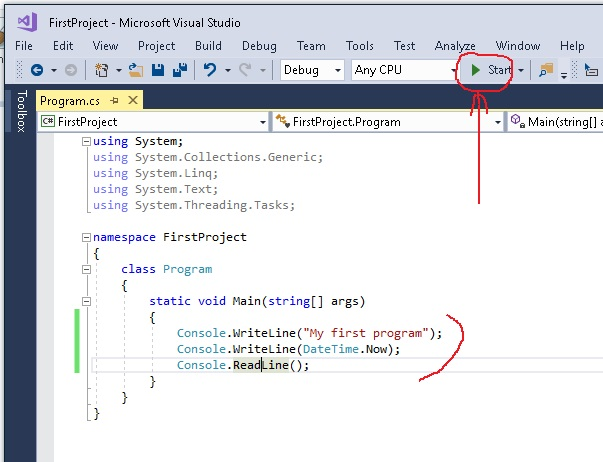 FirstProject - Microsoft Visual Studio
File Edit View Project Build Debug Team Tools Test Analyze Window Help
Debug Any CPU Start
Toolbox
Program.cs
C# FirstProject FirstProject.Program Main(string[] a
using System;
using System.Collections.Generic;
using System.Linq;
using System.Text;
using System.Threading.Tasks;
namespace FirstProject
{
class Program
{
static void Main(string[] args)
{
Console.WriteLine("My first program");
Console.WriteLine(DateTime.Now);
Console.ReadLine();
}
}
}